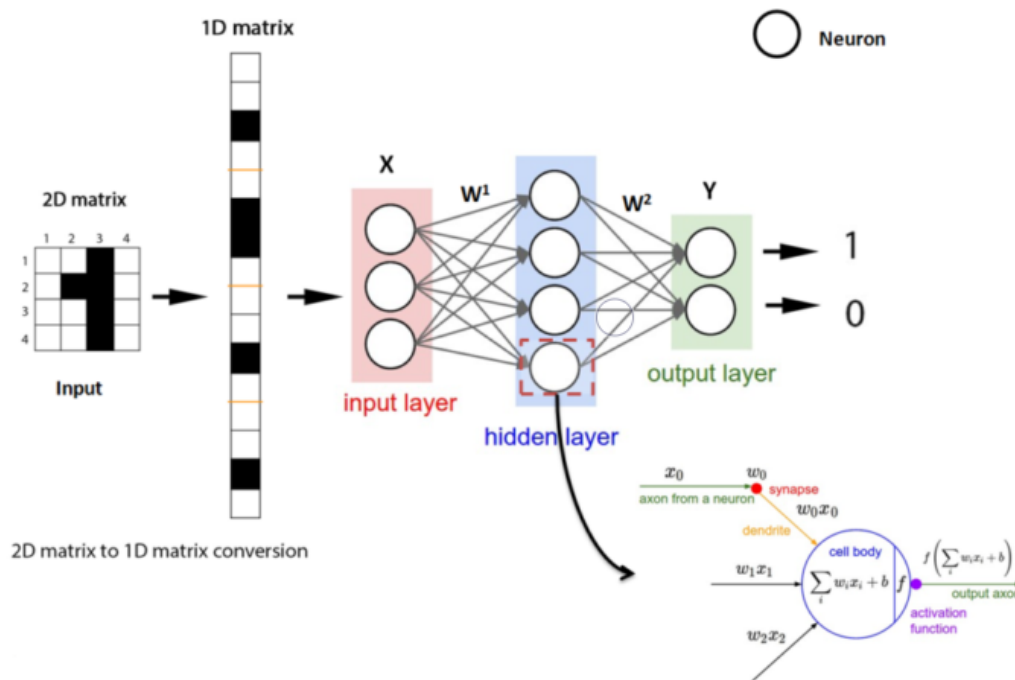 1D matrix
Neuron
2D matrix
1 2 3 4
1
2
3
4
Input
2D matrix to 1D matrix conversion
X
W¹
W²
Y
1
0
input layer
hidden layer
output layer
x₀
w₀
axon from a neuron
synapse
w₀x₀
dendrite
cell body
w₁x₁
∑ᵢ wᵢxᵢ + b
f
f(∑ᵢ wᵢxᵢ + b)
output axon
activation
function
w₂x₂